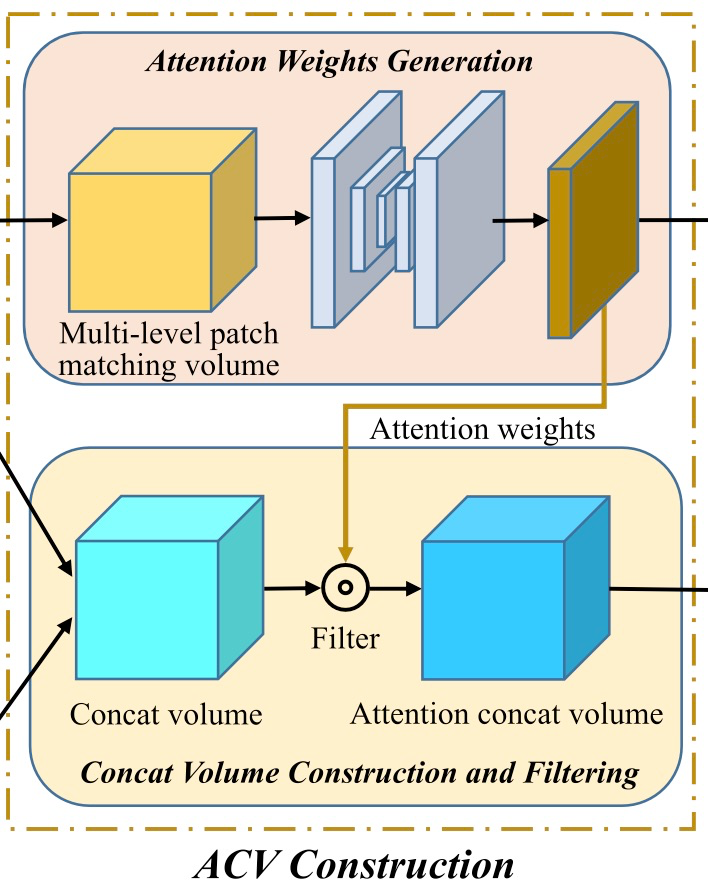 Attention Weights Generation
Multi-level patch
matching volume
Attention weights
Filter
Concat volume
Attention concat volume
Concat Volume Construction and Filtering
ACV Construction